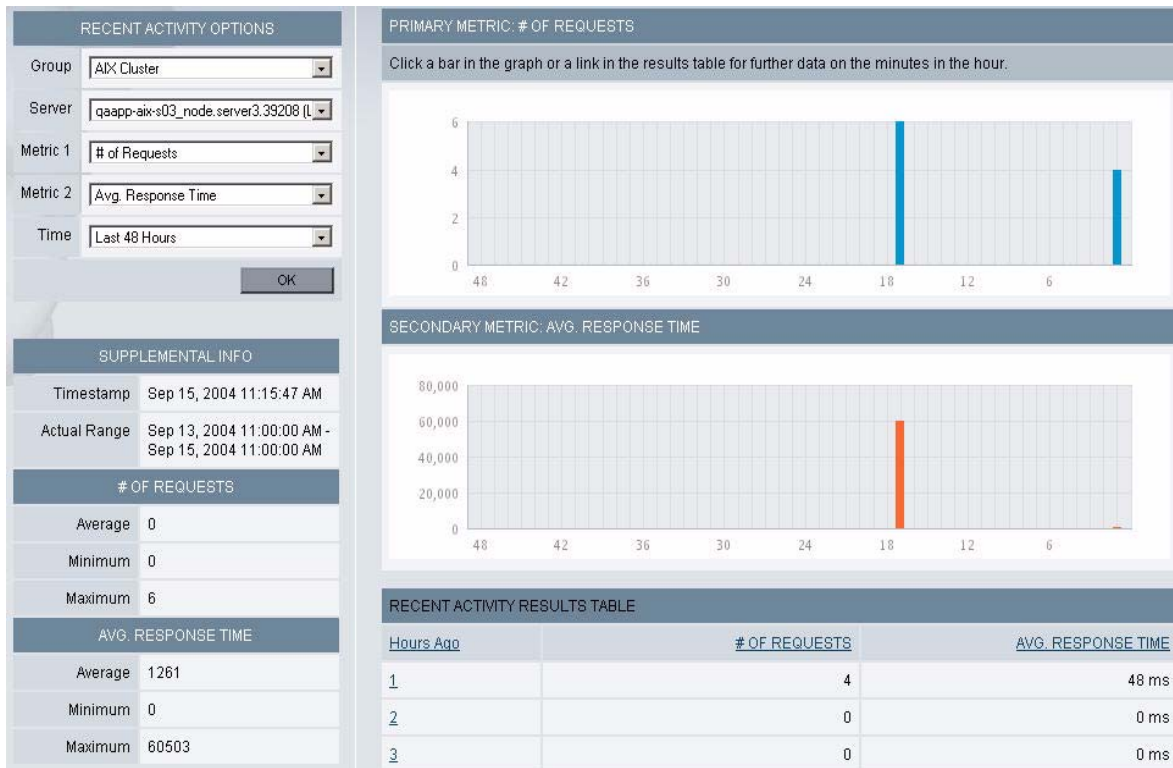 RECENT ACTIVITY OPTIONS
Group AIX Cluster
Server qaapp-aix-s03_node.server3.39208 (L
Metric 1 # of Requests
Metric 2 Avg. Response Time
Time Last 48 Hours
OK
SUPPLEMENTAL INFO
Timestamp Sep 15, 2004 11:15:47 AM
Actual Range Sep 13, 2004 11:00:00 AM -
Sep 15, 2004 11:00:00 AM
# OF REQUESTS
Average 0
Minimum 0
Maximum 6
AVG. RESPONSE TIME
Average 1261
Minimum 0
Maximum 60503
PRIMARY METRIC: # OF REQUESTS
Click a bar in the graph or a link in the results table for further data on the minutes in the hour.
6
4
2
0
48 42 36 30 24 18 12 6
SECONDARY METRIC: AVG. RESPONSE TIME
80,000
60,000
40,000
20,000
0
48 42 36 30 24 18 12 6
RECENT ACTIVITY RESULTS TABLE
Hours Ago # OF REQUESTS AVG. RESPONSE TIME
1 4 48 ms
2 0 0 ms
3 0 0 ms